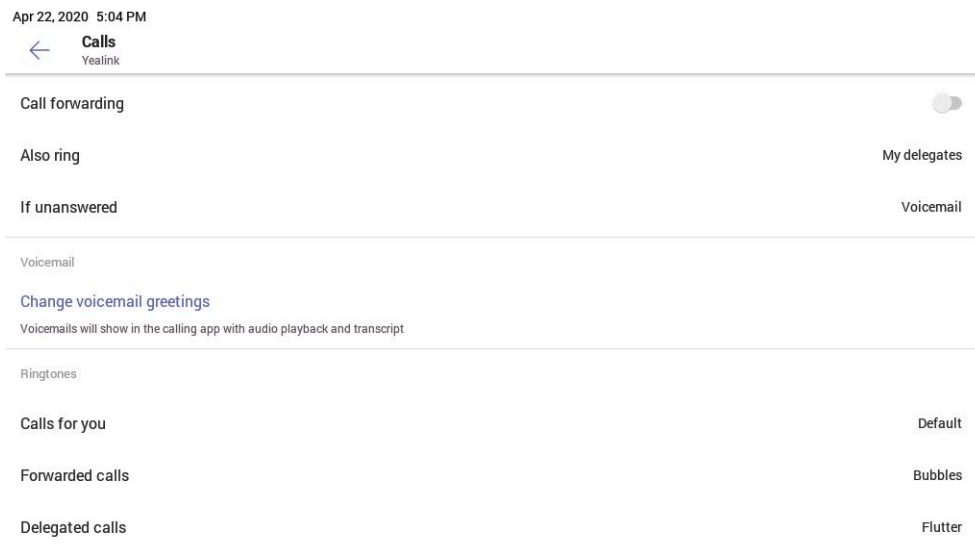 Apr 22, 2020 5:04 PM
Calls
Yealink
Call forwarding
Also ring My delegates
If unanswered Voicemail
Voicemail
Change voicemail greetings
Voicemails will show in the calling app with audio playback and transcript
Ringtones
Calls for you Default
Forwarded calls Bubbles
Delegated calls Flutter